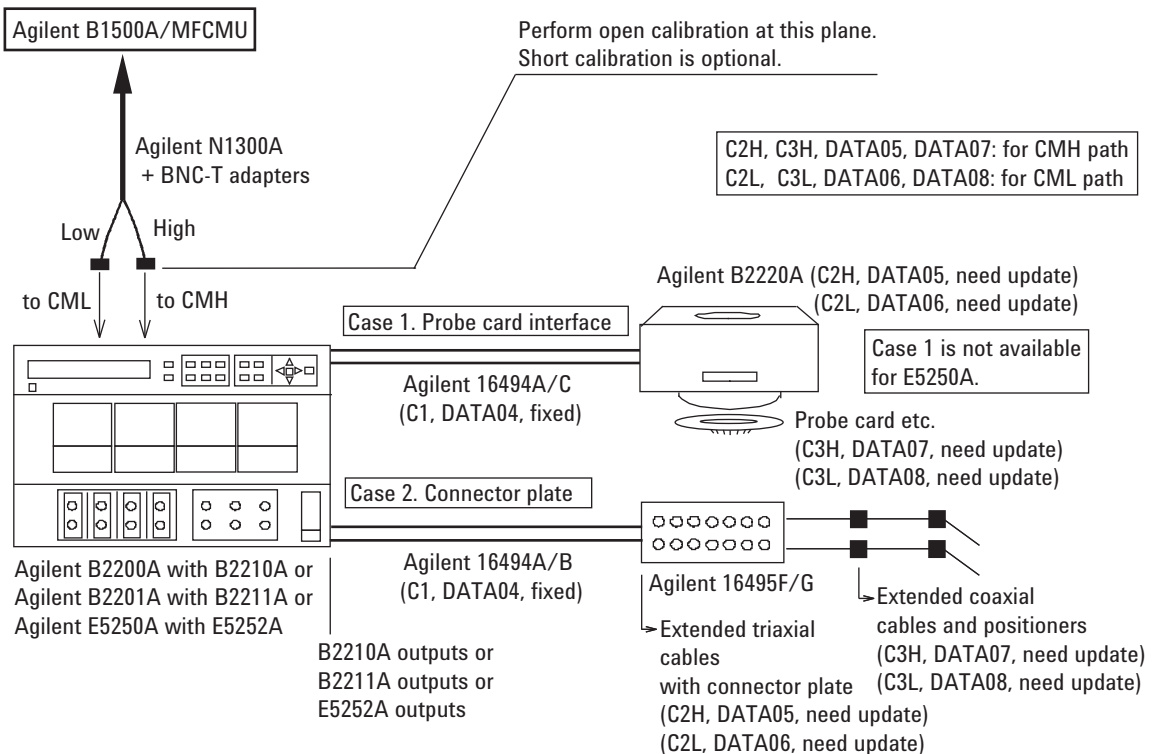 Agilent B1500A/MFCMU
Perform open calibration at this plane.
Short calibration is optional.
Agilent N1300A
+ BNC-T adapters
C2H, C3H, DATA05, DATA07: for CMH path
C2L, C3L, DATA06, DATA08: for CML path
Low
High
to CML
to CMH
Agilent B2220A (C2H, DATA05, need update)
(C2L, DATA06, need update)
Case 1. Probe card interface
Case 1 is not available
for E5250A.
Agilent 16494A/C
(C1, DATA04, fixed)
Probe card etc.
(C3H, DATA07, need update)
(C3L, DATA08, need update)
Case 2. Connector plate
Agilent 16494A/B
(C1, DATA04, fixed)
Agilent 16495F/G
Agilent B2200A with B2210A or
Agilent B2201A with B2211A or
Agilent E5250A with E5252A
B2210A outputs or
B2211A outputs or
E5252A outputs
Extended triaxial
cables
with connector plate
(C2H, DATA05, need update)
(C2L, DATA06, need update)
Extended coaxial
cables and positioners
(C3H, DATA07, need update)
(C3L, DATA08, need update)